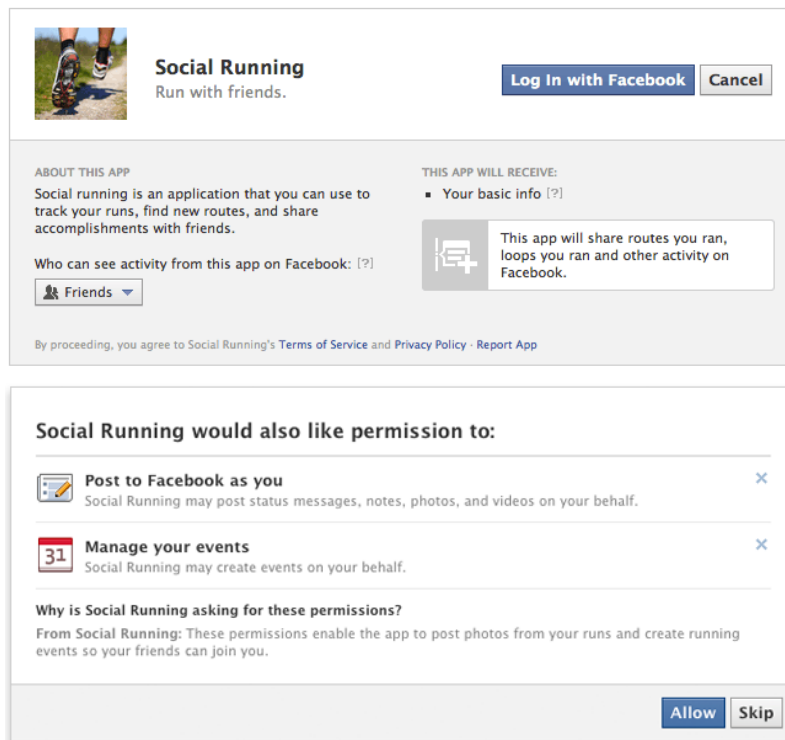 Social Running
Run with friends.
Log In with Facebook
Cancel
ABOUT THIS APP
Social running is an application that you can use to
track your runs, find new routes, and share
accomplishments with friends.
Who can see activity from this app on Facebook: [?]
Friends
THIS APP WILL RECEIVE:
▪ Your basic info [?]
This app will share routes you ran,
loops you ran and other activity on
Facebook.
By proceeding, you agree to Social Running's Terms of Service and Privacy Policy · Report App
Social Running would also like permission to:
Post to Facebook as you
Social Running may post status messages, notes, photos, and videos on your behalf.
31
Manage your events
Social Running may create events on your behalf.
Why is Social Running asking for these permissions?
From Social Running: These permissions enable the app to post photos from your runs and create running
events so your friends can join you.
Allow
Skip